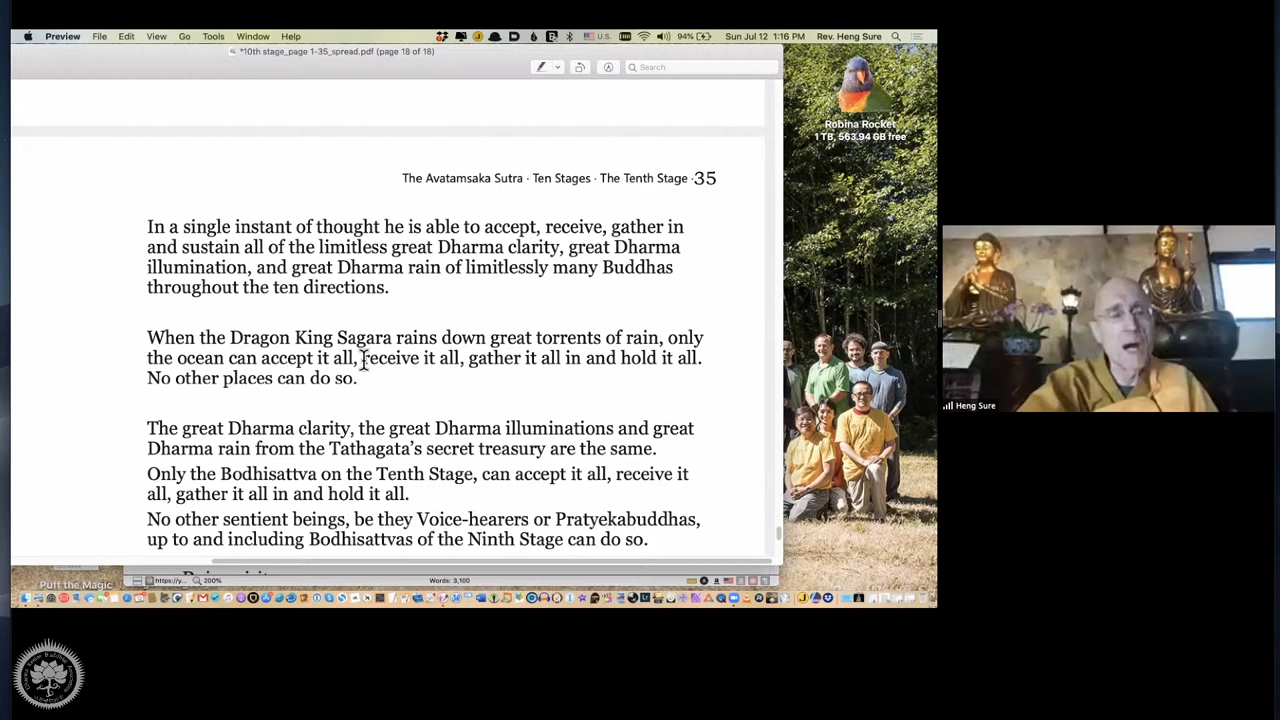 Preview File Edit View Go Tools Window Help
U.S. 94% Sun Jul 12 1:16 PM Rev. Heng Sure
*10th stage_page 1-35_spread.pdf (page 18 of 18)
Search
Robina Rocket
1 TB, 563.94 GB free
The Avatamsaka Sutra · Ten Stages · The Tenth Stage ·35
In a single instant of thought he is able to accept, receive, gather in
and sustain all of the limitless great Dharma clarity, great Dharma
illumination, and great Dharma rain of limitlessly many Buddhas
throughout the ten directions.
When the Dragon King Sagara rains down great torrents of rain, only
the ocean can accept it all, receive it all, gather it all in and hold it all.
No other places can do so.
The great Dharma clarity, the great Dharma illuminations and great
Dharma rain from the Tathagata’s secret treasury are the same.
Only the Bodhisattva on the Tenth Stage, can accept it all, receive it
all, gather it all in and hold it all.
No other sentient beings, be they Voice-hearers or Pratyekabuddhas,
up to and including Bodhisattvas of the Ninth Stage can do so.
Heng Sure
https://y... 200% Words: 3,100
Puff the Magic